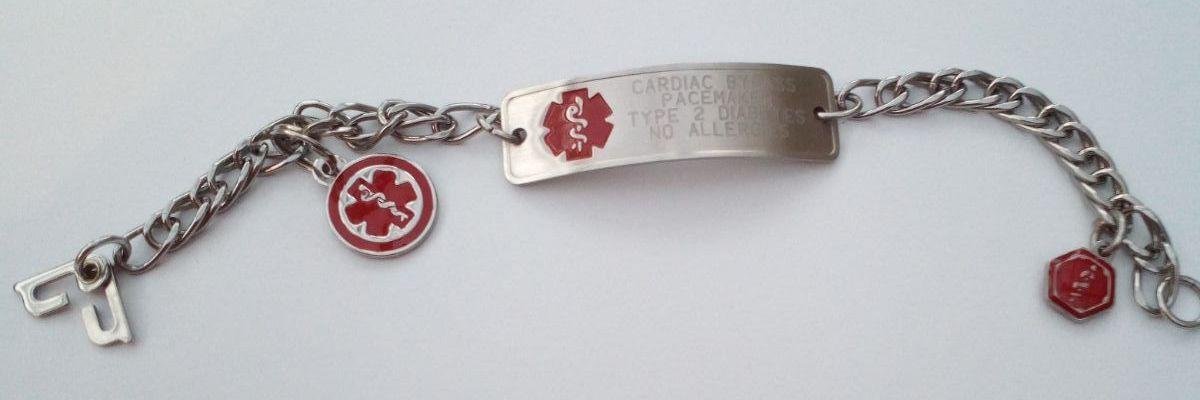 CARDIAC BYPASS
PACEMAKER
TYPE 2 DIABETES
NO ALLERGIES